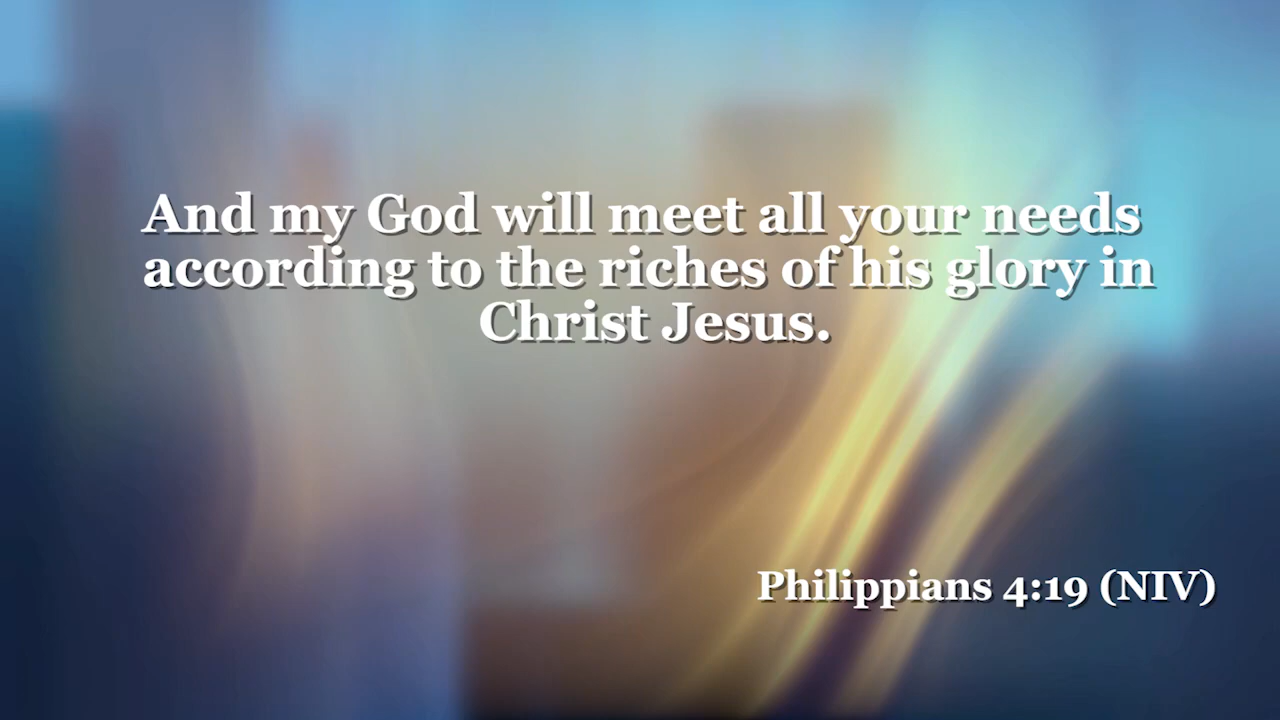 And my God will meet all your needs
according to the riches of his glory in
Christ Jesus.
Philippians 4:19 (NIV)